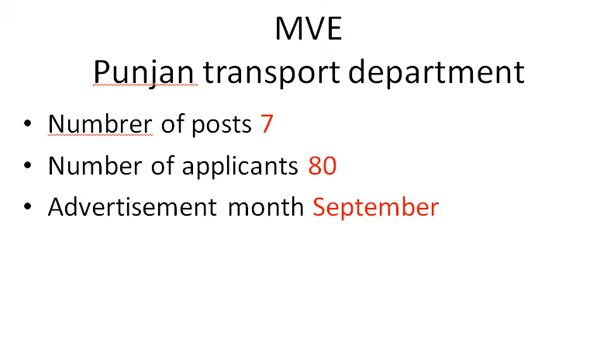 MVE
Punjan transport department
• Numbrer of posts 7
• Number of applicants 80
• Advertisement month September